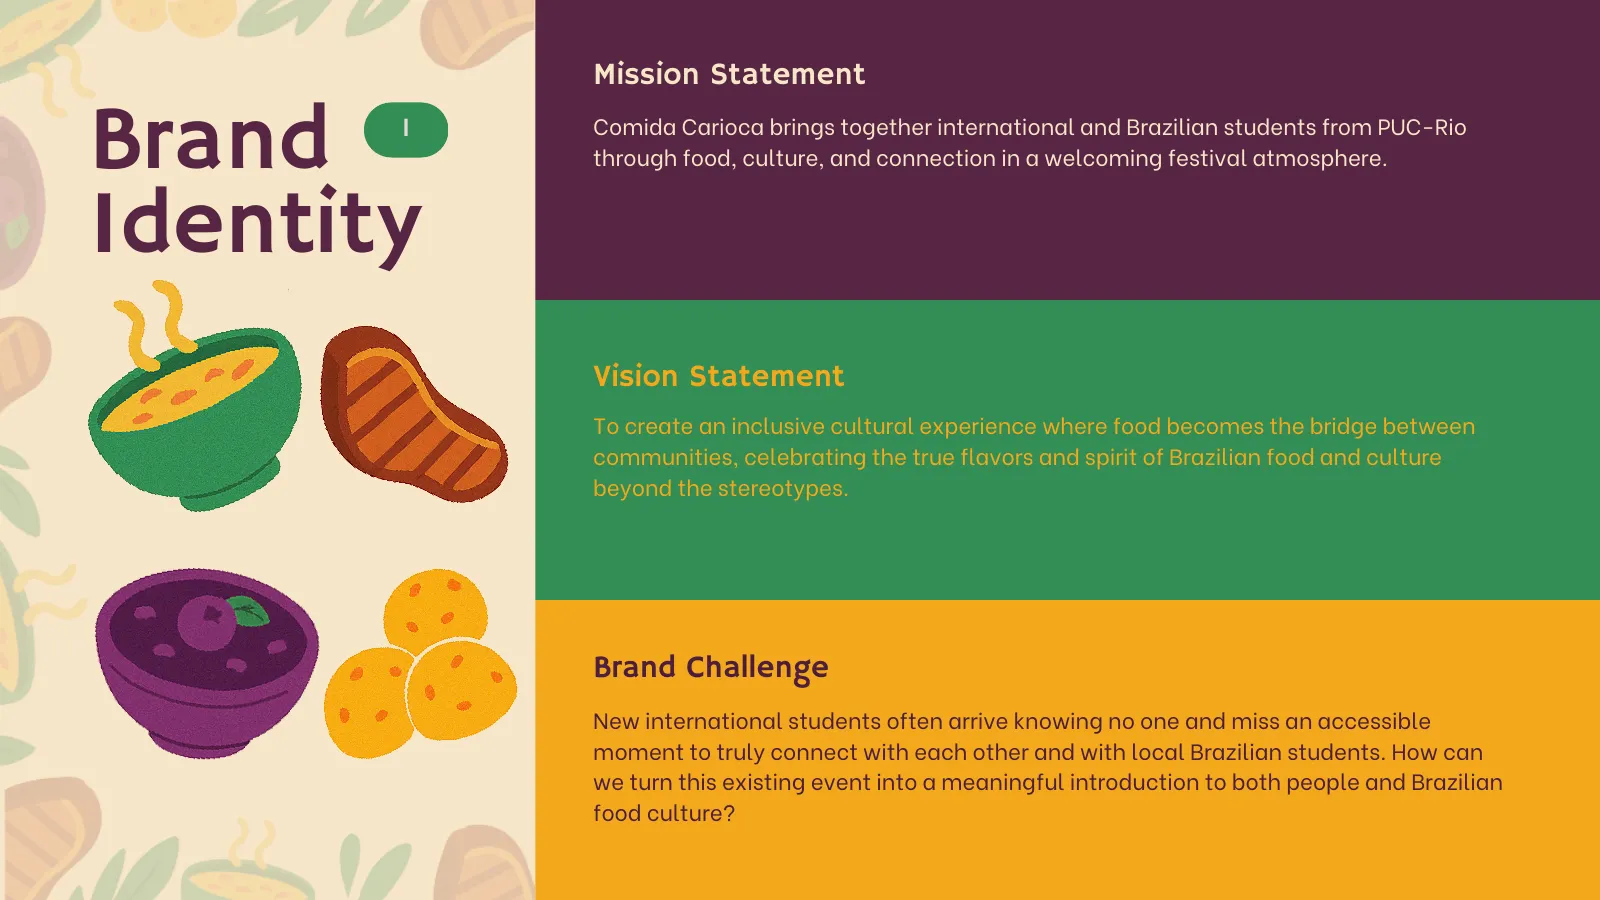 Brand
I
Identity
Mission Statement
Comida Carioca brings together international and Brazilian students from PUC-Rio
through food, culture, and connection in a welcoming festival atmosphere.
Vision Statement
To create an inclusive cultural experience where food becomes the bridge between
communities, celebrating the true flavors and spirit of Brazilian food and culture
beyond the stereotypes.
Brand Challenge
New international students often arrive knowing no one and miss an accessible
moment to truly connect with each other and with local Brazilian students. How can
we turn this existing event into a meaningful introduction to both people and Brazilian
food culture?